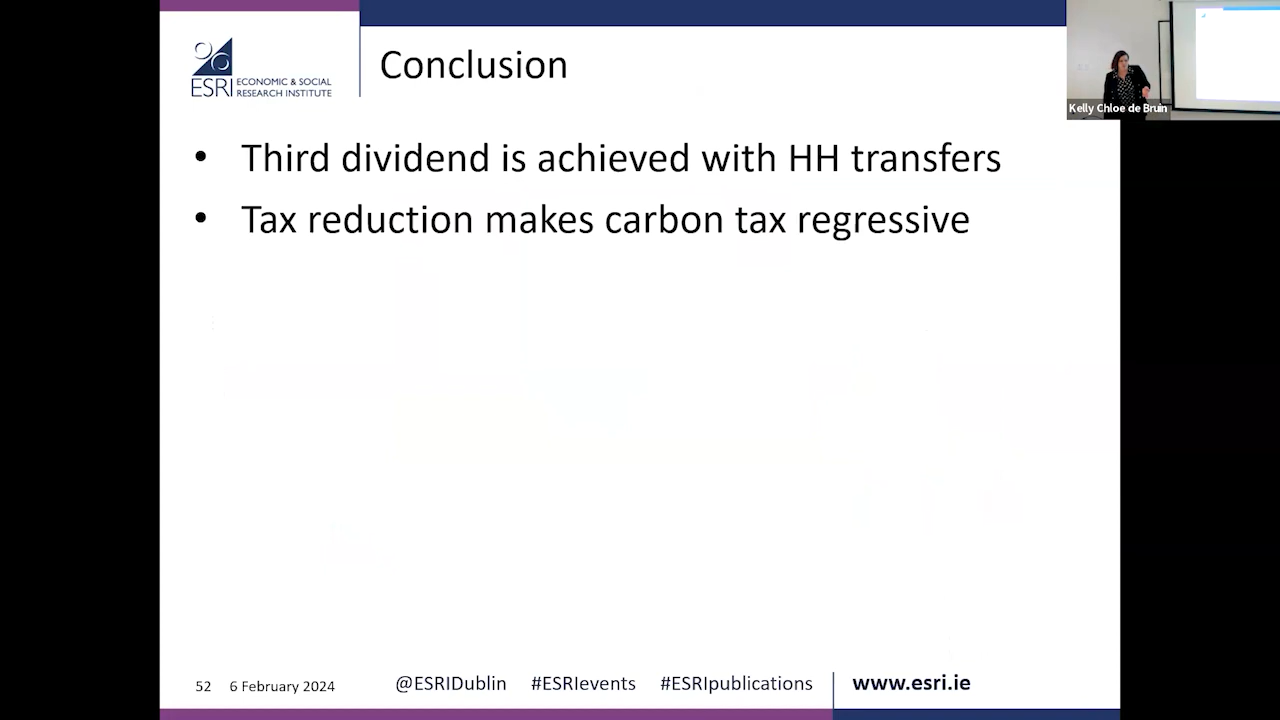 ESRI ECONOMIC & SOCIAL
RESEARCH INSTITUTE
Conclusion
Kelly Chloe de Bruin
• Third dividend is achieved with HH transfers
• Tax reduction makes carbon tax regressive
52 6 February 2024 @ESRIDublin #ESRIevents #ESRIpublications www.esri.ie